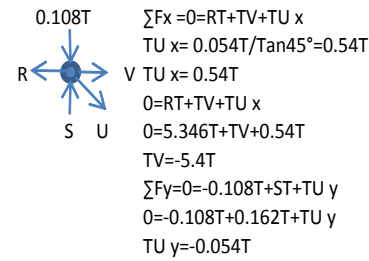 0.108T
R
V
S U
∑Fx =0=RT+TV+TU x
TU x= 0.054T/Tan45°=0.54T
TU x= 0.54T
0=RT+TV+TU x
0=5.346T+TV+0.54T
TV=-5.4T
∑Fy=0=-0.108T+ST+TU y
0=-0.108T+0.162T+TU y
TU y=-0.054T